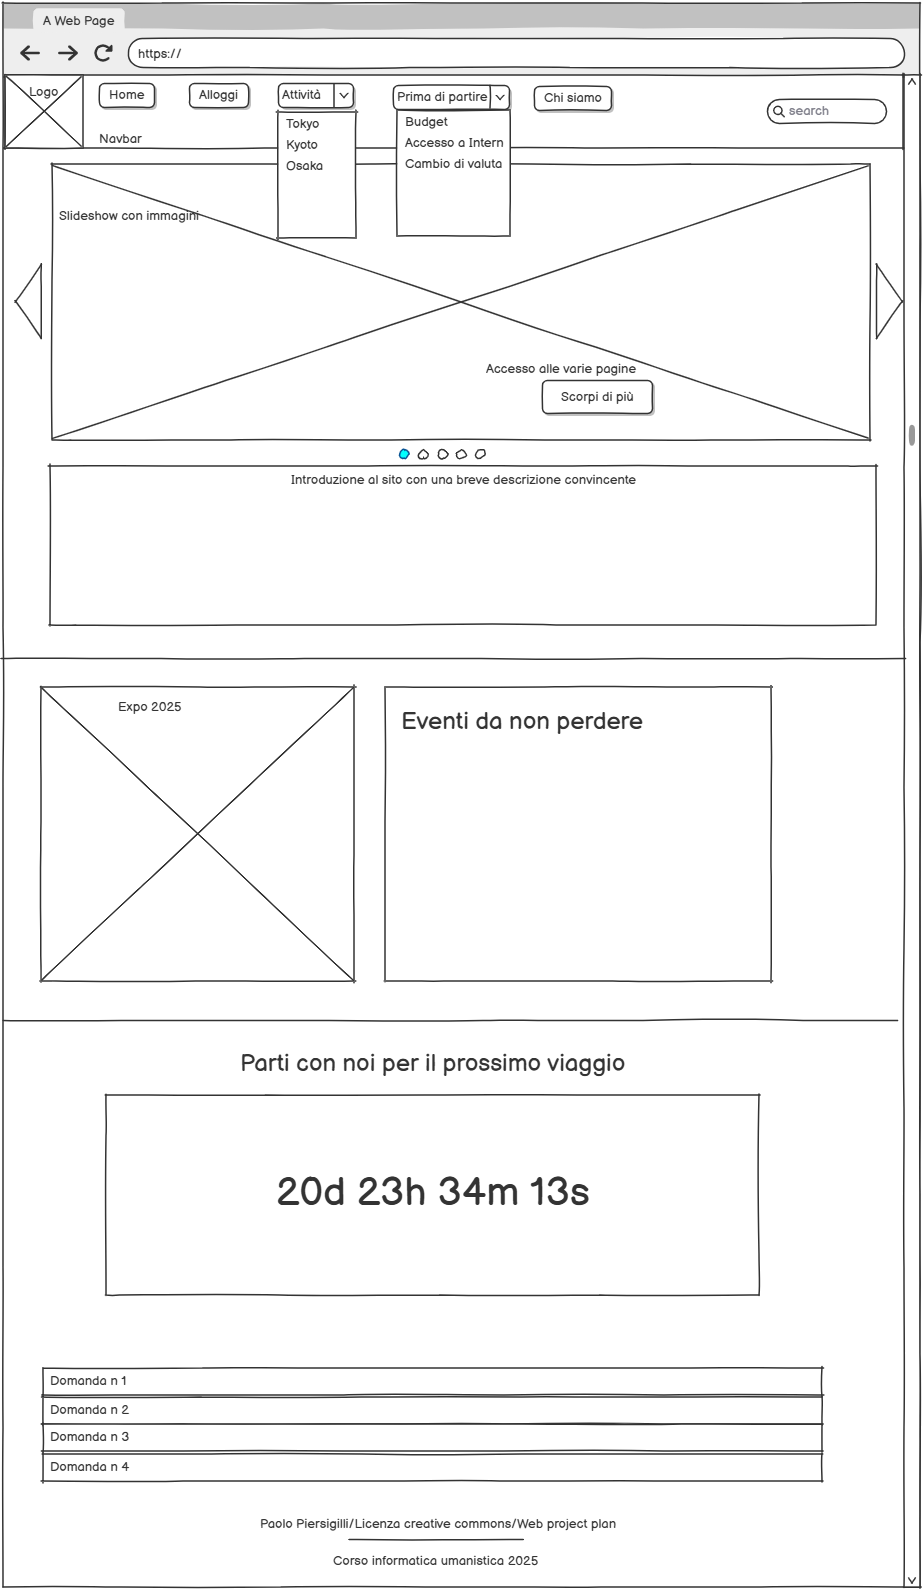 A Web Page
https://
Logo
Home
Alloggi
Attività
Prima di partire
Chi siamo
search
Navbar
Tokyo
Kyoto
Osaka
Budget
Accesso a Intern
Cambio di valuta
Slideshow con immagini
Accesso alle varie pagine
Scorpi di più
Introduzione al sito con una breve descrizione convincente
Expo 2025
Eventi da non perdere
Parti con noi per il prossimo viaggio
20d 23h 34m 13s
Domanda n 1
Domanda n 2
Domanda n 3
Domanda n 4
Paolo Piersigilli/Licenza creative commons/Web project plan
Corso informatica umanistica 2025